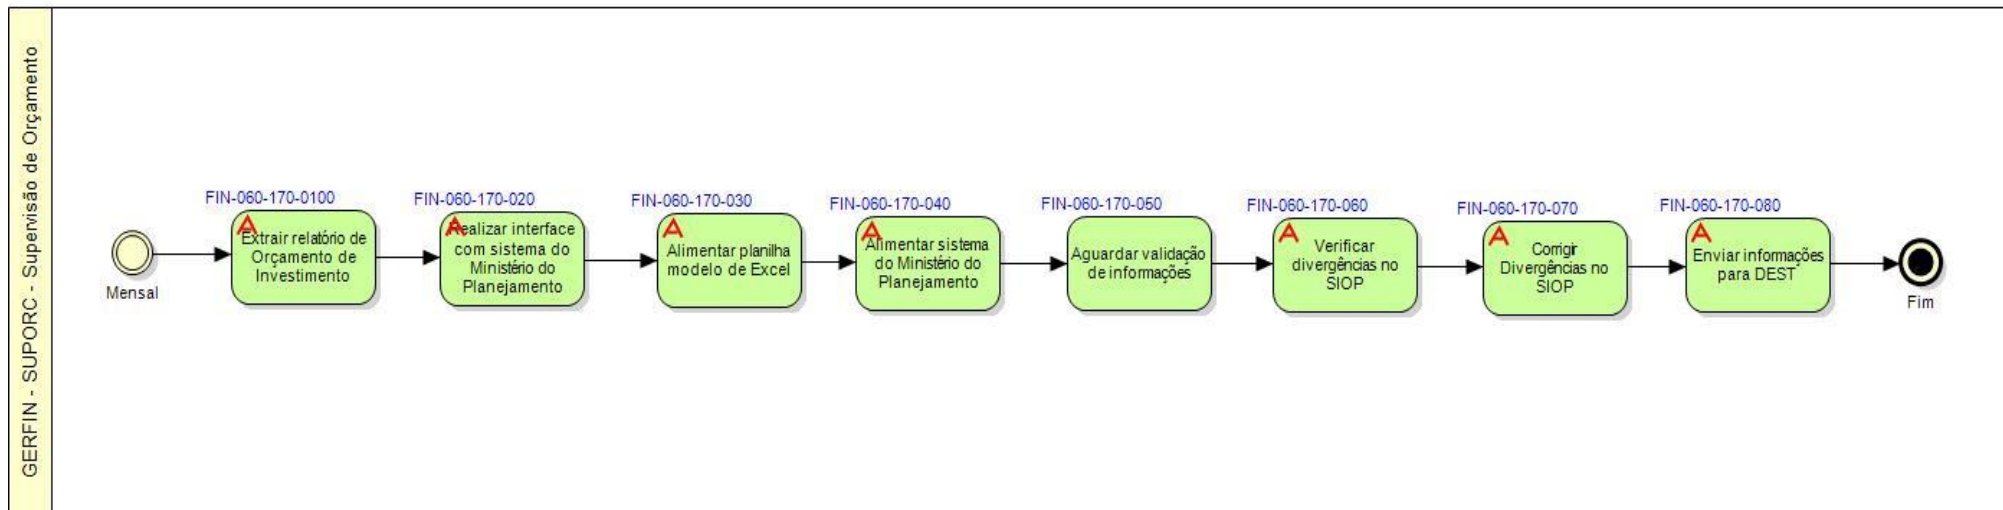 GERFIN - SUPORC - Supervisão de Orçamento
Mensal
FIN-060-170-0100
A
Extrair relatório de
Orçamento de
Investimento
FIN-060-170-020
A
Realizar interface
com sistema do
Ministério do
Planejamento
FIN-060-170-030
A
Alimentar planilha
modelo de Excel
FIN-060-170-040
A
Alimentar sistema
do Ministério do
Planejamento
FIN-060-170-050
Aguardar validação
de informações
FIN-060-170-060
A
Verificar
divergências no
SIOP
FIN-060-170-070
A
Corrigir
Divergências no
SIOP
FIN-060-170-080
A
Enviar informações
para DEST
Fim